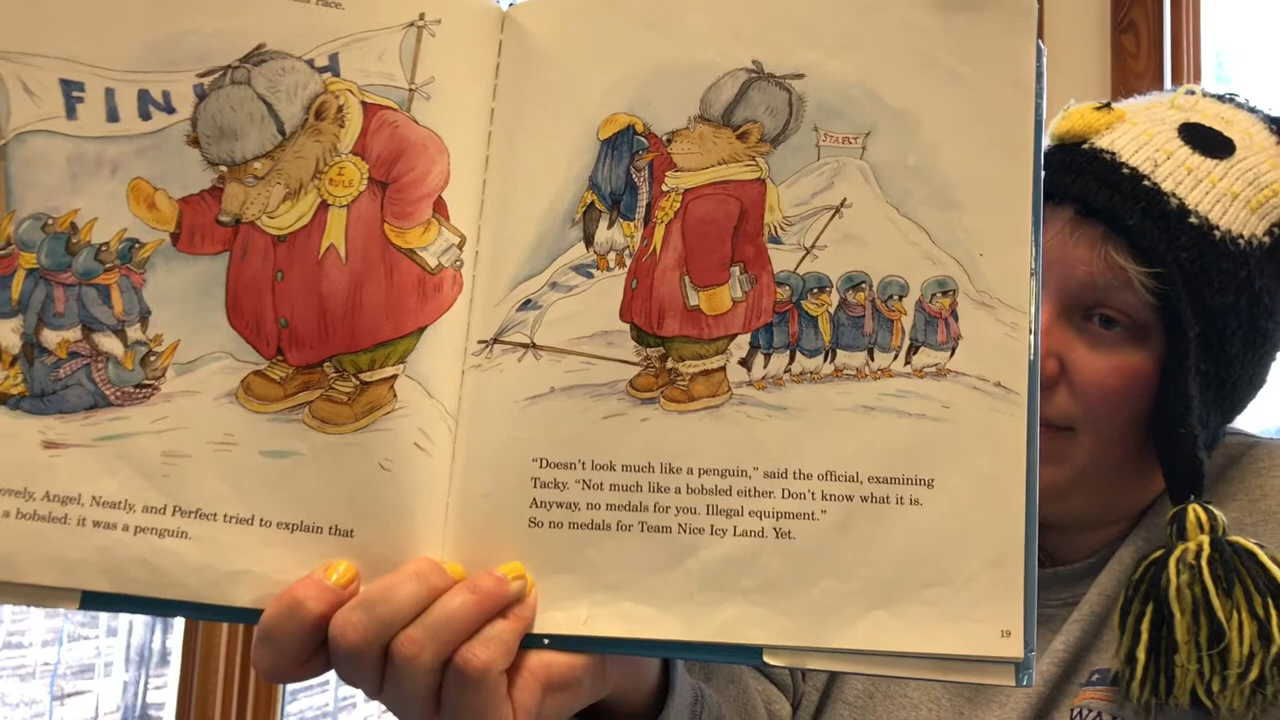 race.
FIN H
I
RULE
START
ovely, Angel, Neatly, and Perfect tried to explain that
a bobsled: it was a penguin.
"Doesn't look much like a penguin," said the official, examining
Tacky. "Not much like a bobsled either. Don't know what it is.
Anyway, no medals for you. Illegal equipment."
So no medals for Team Nice Icy Land. Yet.
19